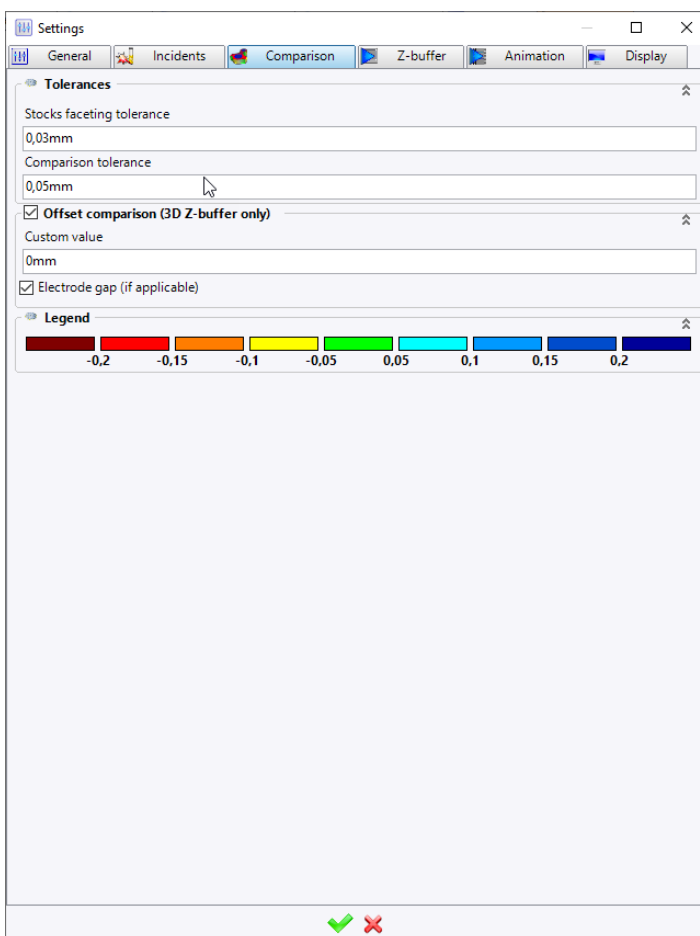 Settings
General Incidents Comparison Z-buffer Animation Display
Tolerances
Stocks faceting tolerance
0,03mm
Comparison tolerance
0,05mm
Offset comparison (3D Z-buffer only)
Custom value
0mm
Electrode gap (if applicable)
Legend
-0,2 -0,15 -0,1 -0,05 0,05 0,1 0,15 0,2